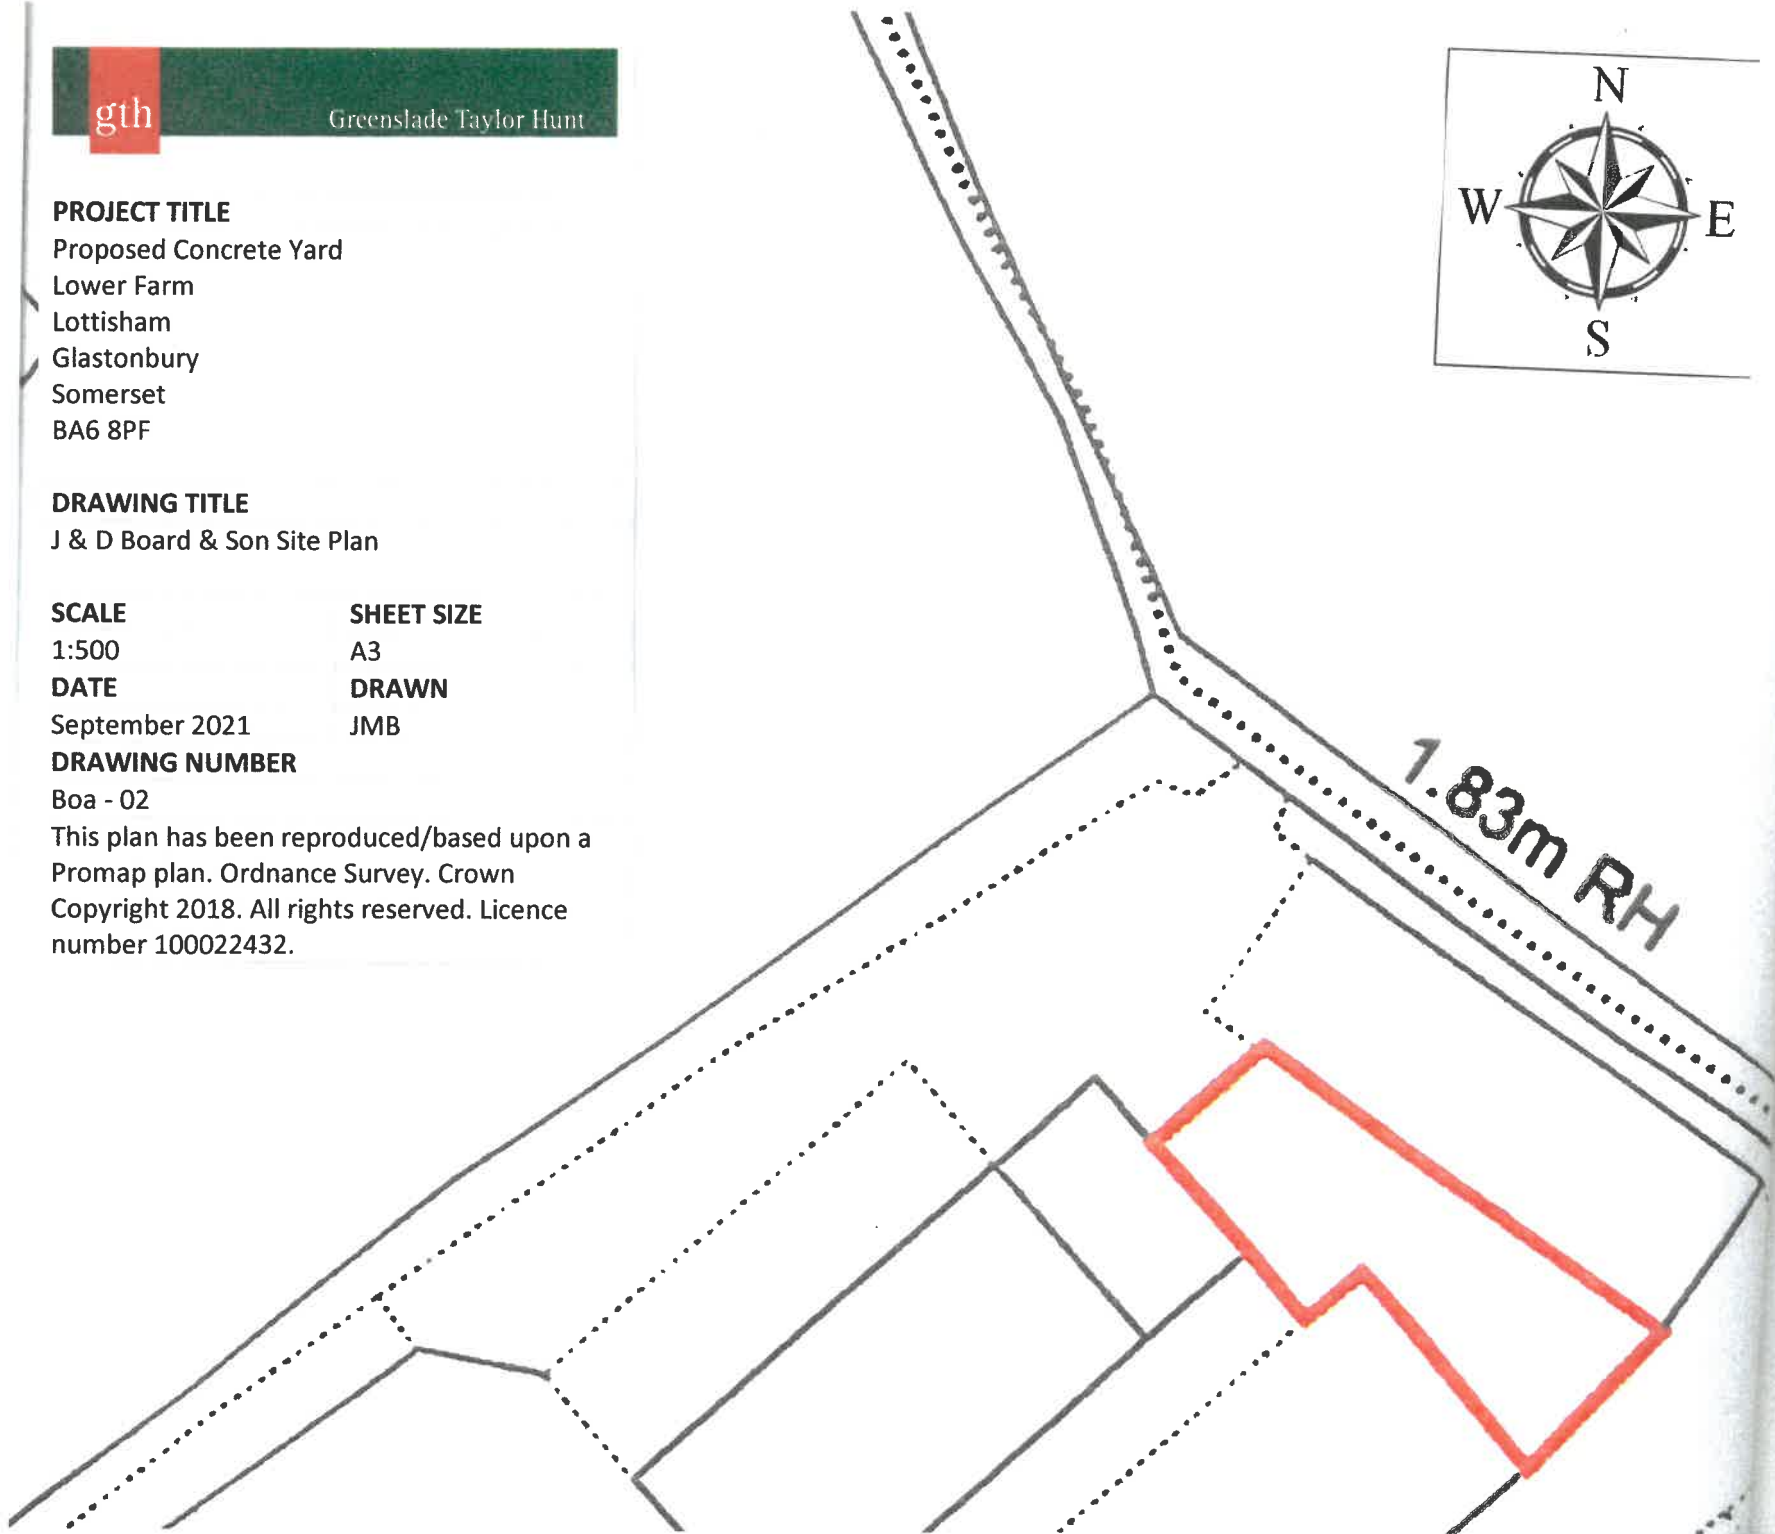 gth
Greenslade Taylor Hunt
PROJECT TITLE
Proposed Concrete Yard
Lower Farm
Lottisham
Glastonbury
Somerset
BA6 8PF
DRAWING TITLE
J & D Board & Son Site Plan
SCALE SHEET SIZE
1:500 A3
DATE DRAWN
September 2021 JMB
DRAWING NUMBER
Boa - 02
This plan has been reproduced/based upon a
Promap plan. Ordnance Survey. Crown
Copyright 2018. All rights reserved. Licence
number 100022432.
N
W E
S
1.83m RH